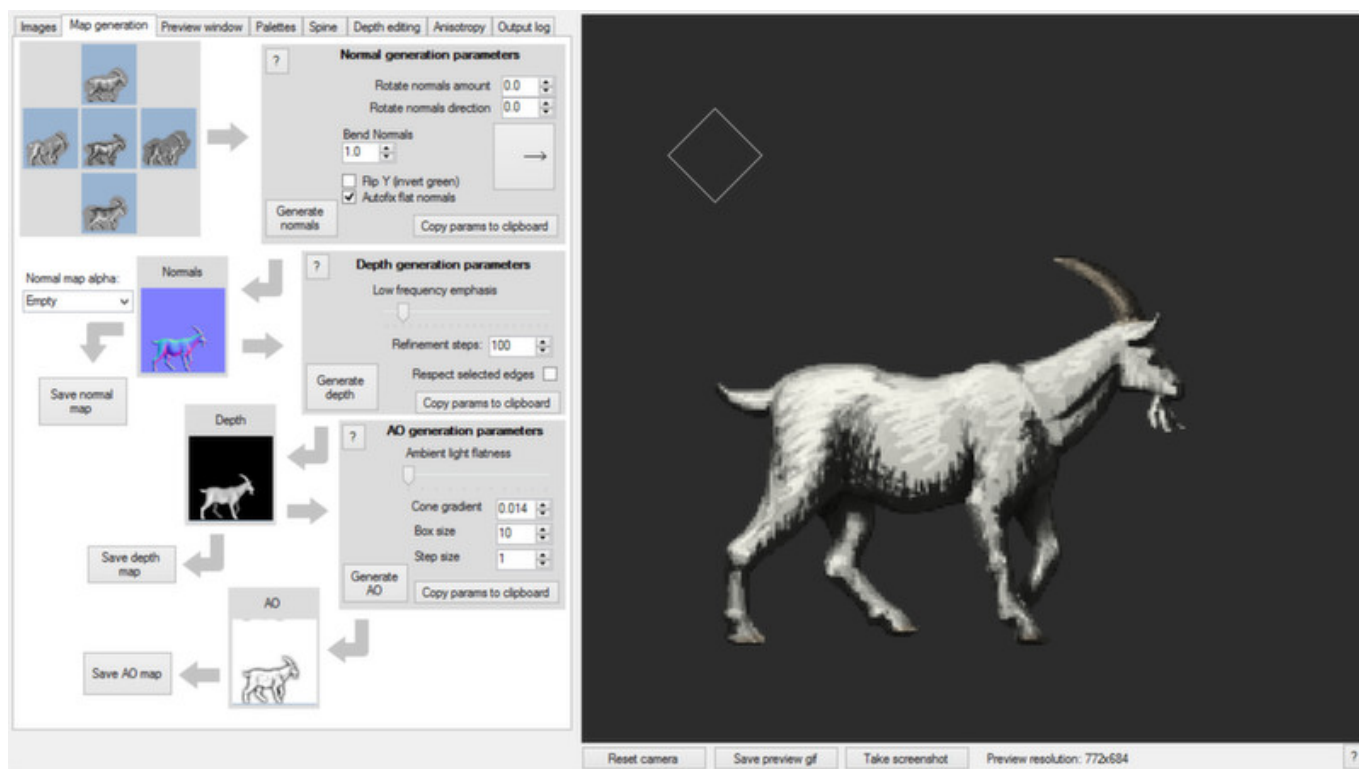 Images Map generation Preview window Palettes Spine Depth editing Anisotropy Output log
? Normal generation parameters
Rotate normals amount 0.0
Rotate normals direction 0.0
Bend Normals
1.0
Flip Y (invert green)
Autofix flat normals
Generate normals
Copy params to clipboard
Normal map alpha:
Empty
Normals
Save normal map
? Depth generation parameters
Low frequency emphasis
Refinement steps: 100
Respect selected edges
Generate depth
Copy params to clipboard
Depth
Save depth map
? AO generation parameters
Ambient light flatness
Cone gradient 0.014
Box size 10
Step size 1
Generate AO
Copy params to clipboard
AO
Save AO map
Reset camera Save preview gif Take screenshot Preview resolution: 772x684 ?